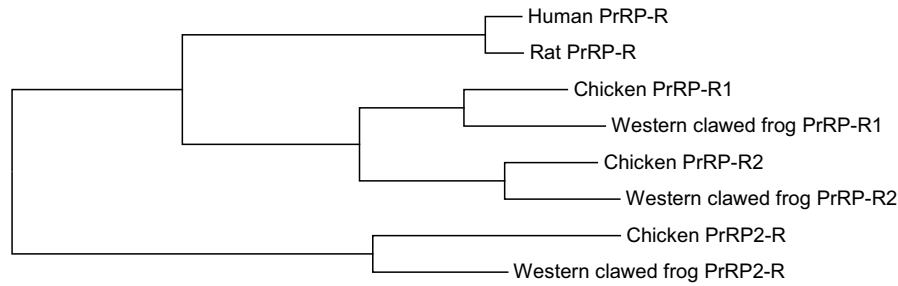 Human PrRP-R
Rat PrRP-R
Chicken PrRP-R1
Western clawed frog PrRP-R1
Chicken PrRP-R2
Western clawed frog PrRP-R2
Chicken PrRP2-R
Western clawed frog PrRP2-R